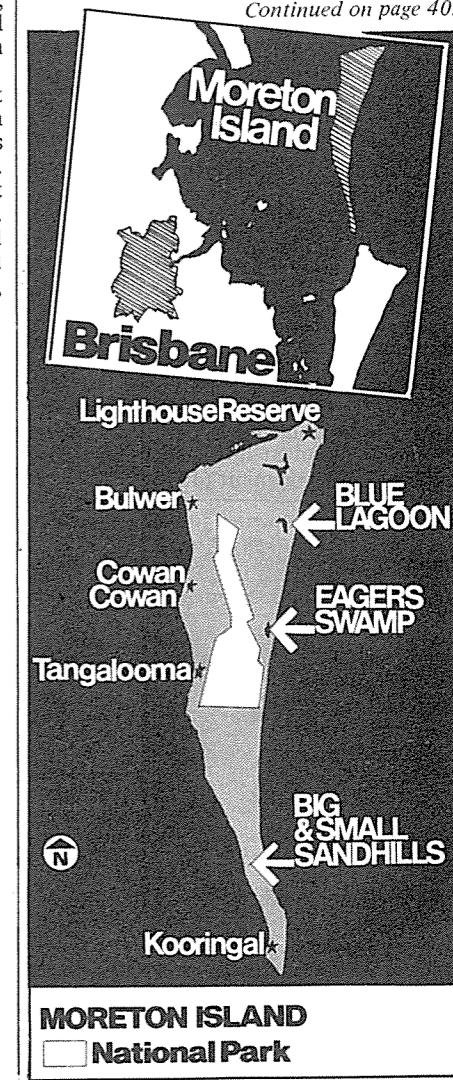 Continued on page 40.
Moreton
Island
Brisbane
LighthouseReserve
Bulwer
BLUE
LAGOON
Cowan
Cowan
EAGERS
SWAMP
Tangalooma
BIG
& SMALL
SANDHILLS
N
Kooringal
MORETON ISLAND
National Park